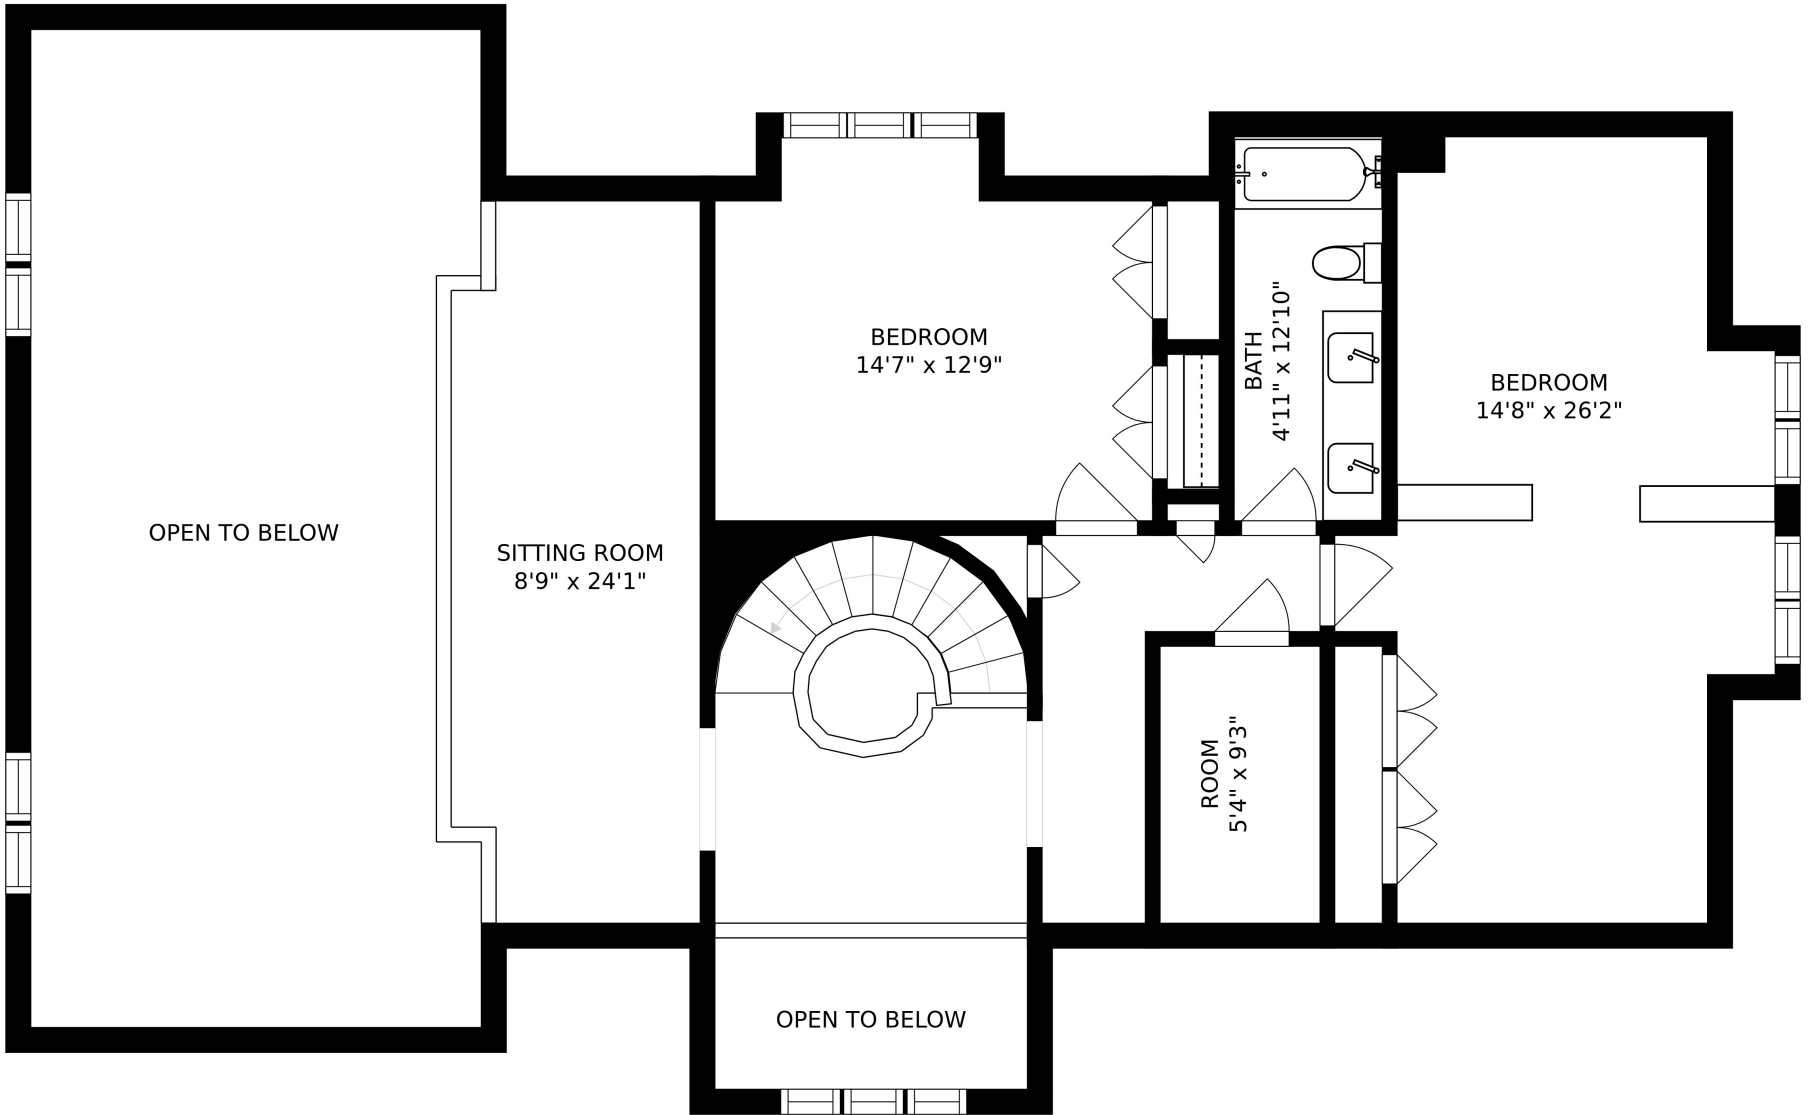 OPEN TO BELOW
SITTING ROOM
8'9" x 24'1"
BEDROOM
14'7" x 12'9"
BATH
4'11" x 12'10"
BEDROOM
14'8" x 26'2"
ROOM
5'4" x 9'3"
OPEN TO BELOW